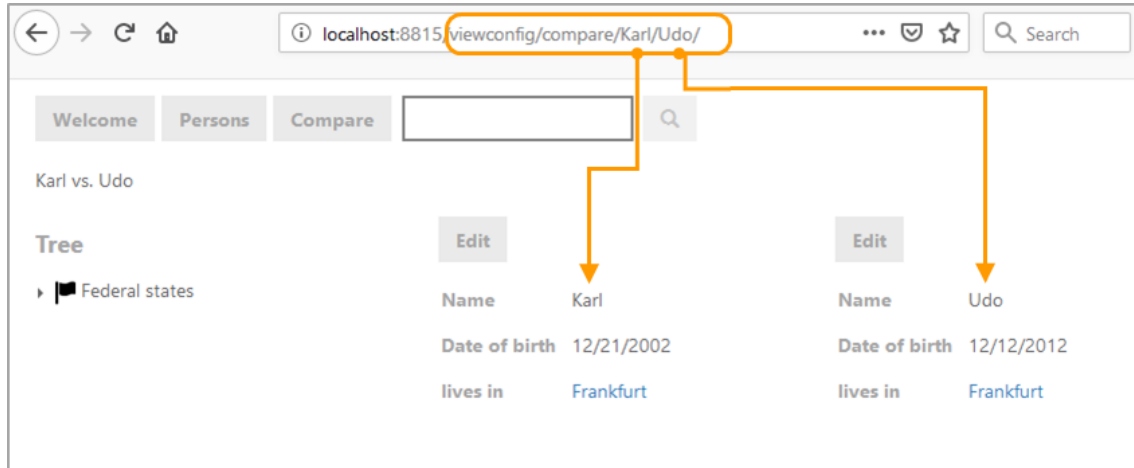 localhost:8815/viewconfig/compare/Karl/Udo/ Search
Welcome Persons Compare
Karl vs. Udo
Tree
Federal states
Edit
Name Karl
Date of birth 12/21/2002
lives in Frankfurt
Edit
Name Udo
Date of birth 12/12/2012
lives in Frankfurt